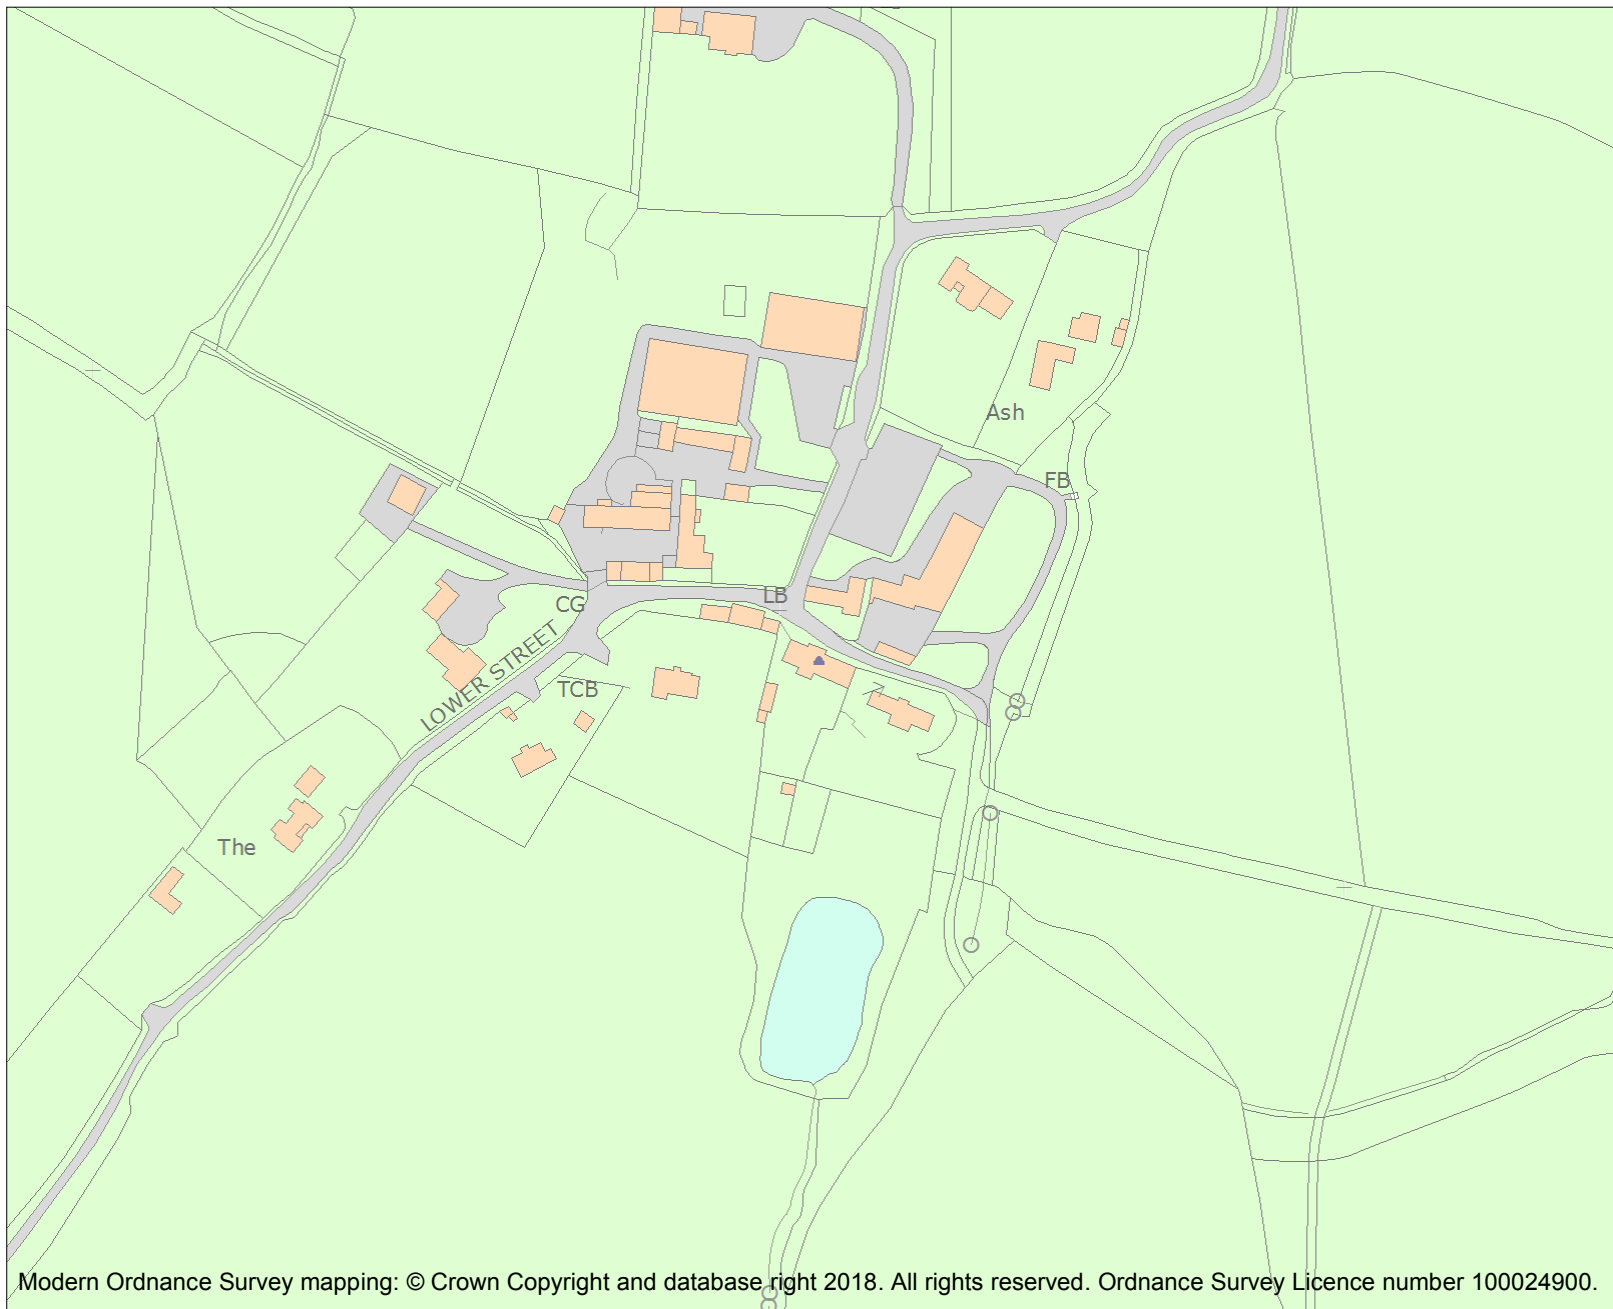 Ash
FB
LB
CG
LOWER STREET
TCB
The
Modern Ordnance Survey mapping: © Crown Copyright and database right 2018. All rights reserved. Ordnance Survey Licence number 100024900.